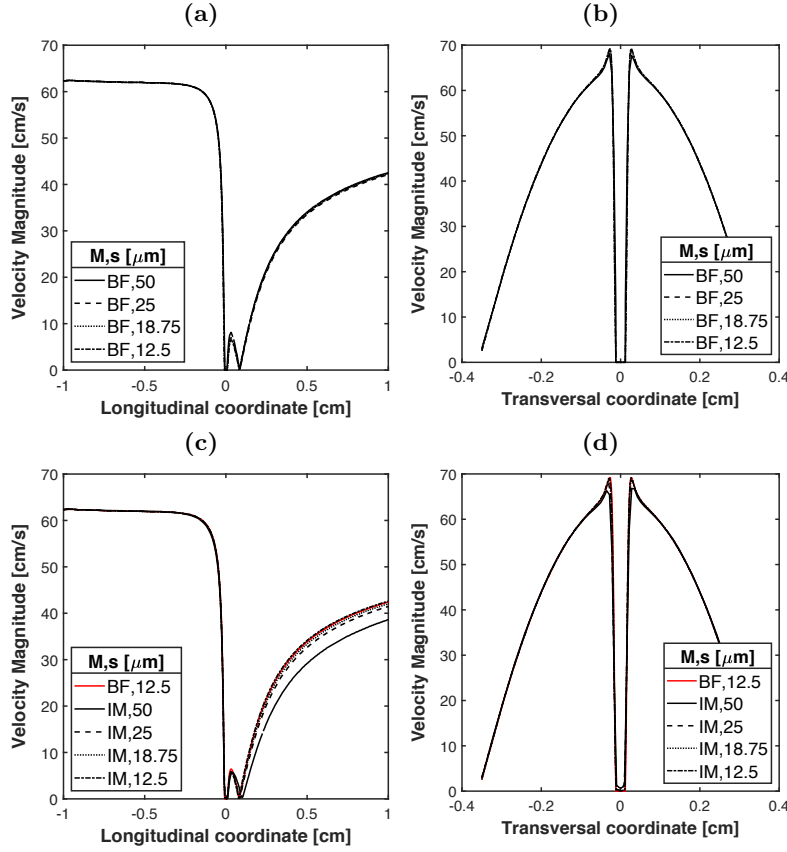 (a)
(b)
70
60
50
40
30
20
10
0
Velocity Magnitude [cm/s]
M,s [μm]
BF,50
BF,25
BF,18.75
BF,12.5
-1
-0.5
0
0.5
1
Longitudinal coordinate [cm]
70
60
50
40
30
20
10
0
Velocity Magnitude [cm/s]
M,s [μm]
BF,50
BF,25
BF,18.75
BF,12.5
-0.4
-0.2
0
0.2
0.4
Transversal coordinate [cm]
(c)
(d)
70
60
50
40
30
20
10
0
Velocity Magnitude [cm/s]
M,s [μm]
BF,12.5
IM,50
IM,25
IM,18.75
IM,12.5
-1
-0.5
0
0.5
1
Longitudinal coordinate [cm]
70
60
50
40
30
20
10
0
Velocity Magnitude [cm/s]
M,s [μm]
BF,12.5
IM,50
IM,25
IM,18.75
IM,12.5
-0.4
-0.2
0
0.2
0.4
Transversal coordinate [cm]